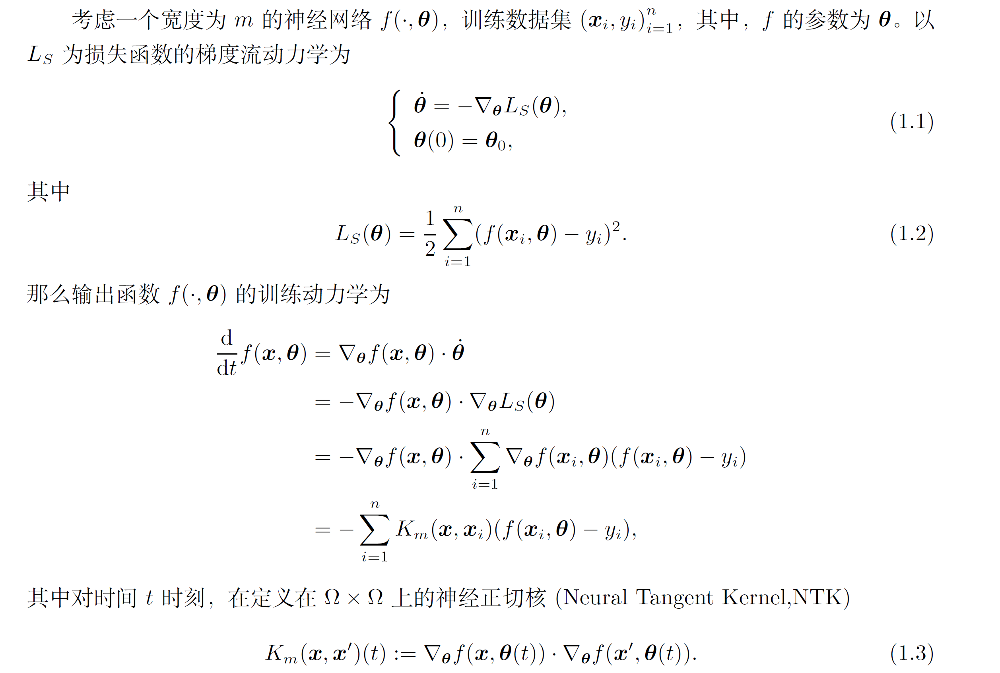 考虑一个宽度为 $m$ 的神经网络 $f(\cdot, \boldsymbol{\theta})$，训练数据集 $(\boldsymbol{x}_i, y_i)_{i=1}^n$，其中，$f$ 的参数为 $\boldsymbol{\theta}$。以
$L_S$ 为损失函数的梯度流动力学为
$\begin{cases} \dot{\boldsymbol{\theta}} = -\nabla_{\boldsymbol{\theta}} L_S(\boldsymbol{\theta}), \\ \boldsymbol{\theta}(0) = \boldsymbol{\theta}_0, \end{cases}$ (1.1)
其中
$L_S(\boldsymbol{\theta}) = \frac{1}{2} \sum_{i=1}^n (f(\boldsymbol{x}_i, \boldsymbol{\theta}) - y_i)^2.$ (1.2)
那么输出函数 $f(\cdot, \boldsymbol{\theta})$ 的训练动力学为
$\frac{\mathrm{d}}{\mathrm{d}t} f(\boldsymbol{x}, \boldsymbol{\theta}) = \nabla_{\boldsymbol{\theta}} f(\boldsymbol{x}, \boldsymbol{\theta}) \cdot \dot{\boldsymbol{\theta}}$
$= -\nabla_{\boldsymbol{\theta}} f(\boldsymbol{x}, \boldsymbol{\theta}) \cdot \nabla_{\boldsymbol{\theta}} L_S(\boldsymbol{\theta})$
$= -\nabla_{\boldsymbol{\theta}} f(\boldsymbol{x}, \boldsymbol{\theta}) \cdot \sum_{i=1}^n \nabla_{\boldsymbol{\theta}} f(\boldsymbol{x}_i, \boldsymbol{\theta})(f(\boldsymbol{x}_i, \boldsymbol{\theta}) - y_i)$
$= -\sum_{i=1}^n K_m(\boldsymbol{x}, \boldsymbol{x}_i)(f(\boldsymbol{x}_i, \boldsymbol{\theta}) - y_i),$
其中对时间 $t$ 时刻，在定义在 $\Omega \times \Omega$ 上的神经正切核 (Neural Tangent Kernel,NTK)
$K_m(\boldsymbol{x}, \boldsymbol{x}')(t) := \nabla_{\boldsymbol{\theta}} f(\boldsymbol{x}, \boldsymbol{\theta}(t)) \cdot \nabla_{\boldsymbol{\theta}} f(\boldsymbol{x}', \boldsymbol{\theta}(t)).$ (1.3)